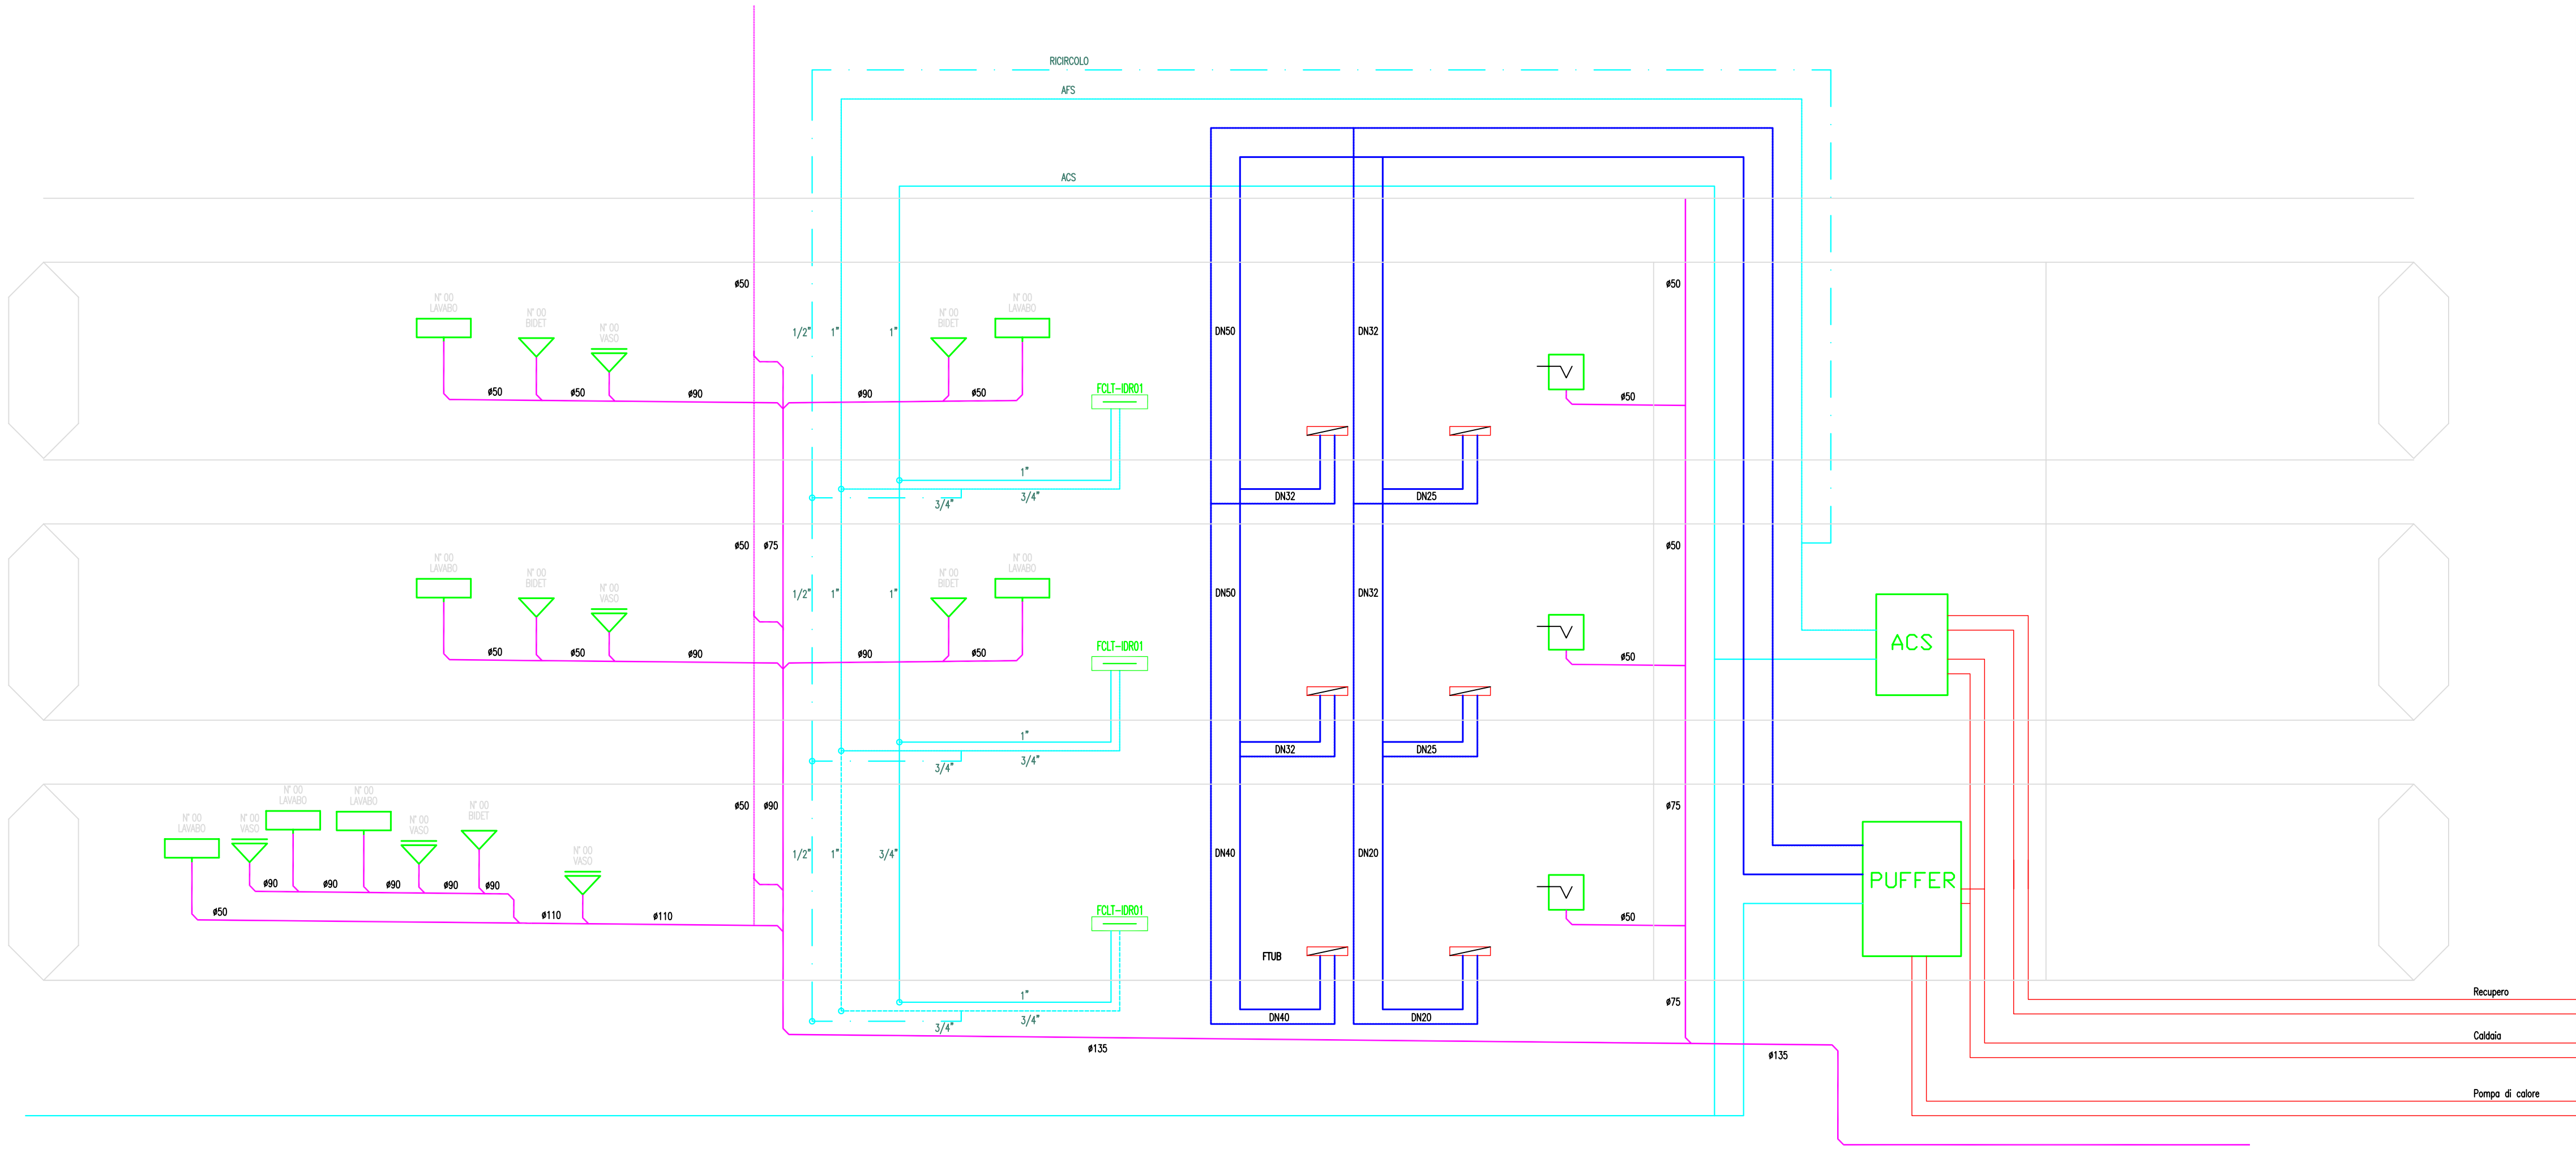 RICIRCOLO
AFS
ACS
ø50
ø50
N° 00
LAVABO
N° 00
BIDET
N° 00
VASO
N° 00
BIDET
N° 00
LAVABO
1/2"
1"
1"
DN50
DN32
ø50
ø50
ø90
ø90
ø50
FCLT-IDR01
ø50
1"
3/4"
3/4"
DN32
DN25
ø50
ø75
ø50
N° 00
LAVABO
N° 00
BIDET
N° 00
VASO
N° 00
BIDET
N° 00
LAVABO
1/2"
1"
1"
DN50
DN32
ACS
ø50
ø50
ø90
ø90
ø50
FCLT-IDR01
ø50
1"
3/4"
3/4"
DN32
DN25
ø50
ø90
ø75
N° 00
LAVABO
N° 00
VASO
N° 00
LAVABO
N° 00
LAVABO
N° 00
VASO
N° 00
BIDET
N° 00
VASO
1/2"
1"
3/4"
DN40
DN20
PUFFER
ø90
ø90
ø90
ø90
ø90
ø50
ø110
ø110
FCLT-IDR01
ø50
FTUB
1"
3/4"
3/4"
DN40
DN20
ø75
Recupero
ø135
ø135
Caldaia
Pompa di calore